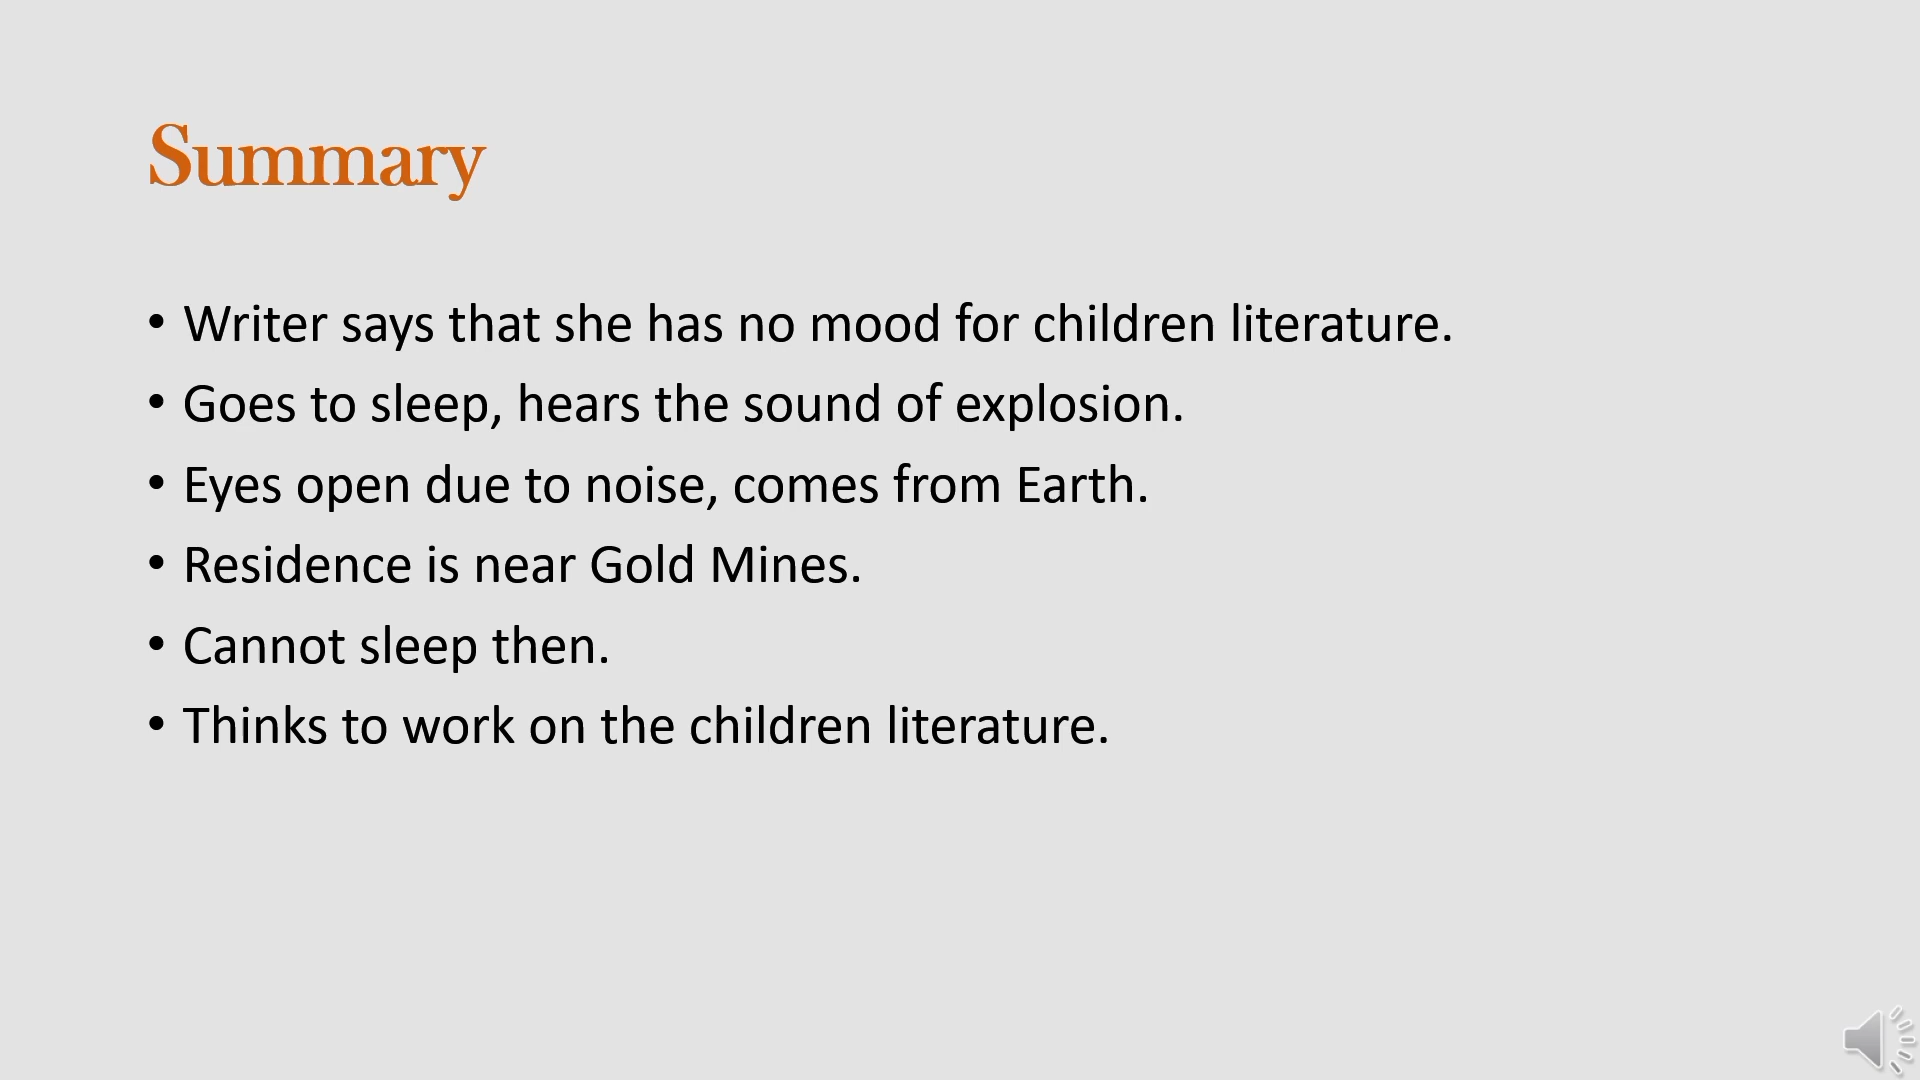 Summary
• Writer says that she has no mood for children literature.
• Goes to sleep, hears the sound of explosion.
• Eyes open due to noise, comes from Earth.
• Residence is near Gold Mines.
• Cannot sleep then.
• Thinks to work on the children literature.